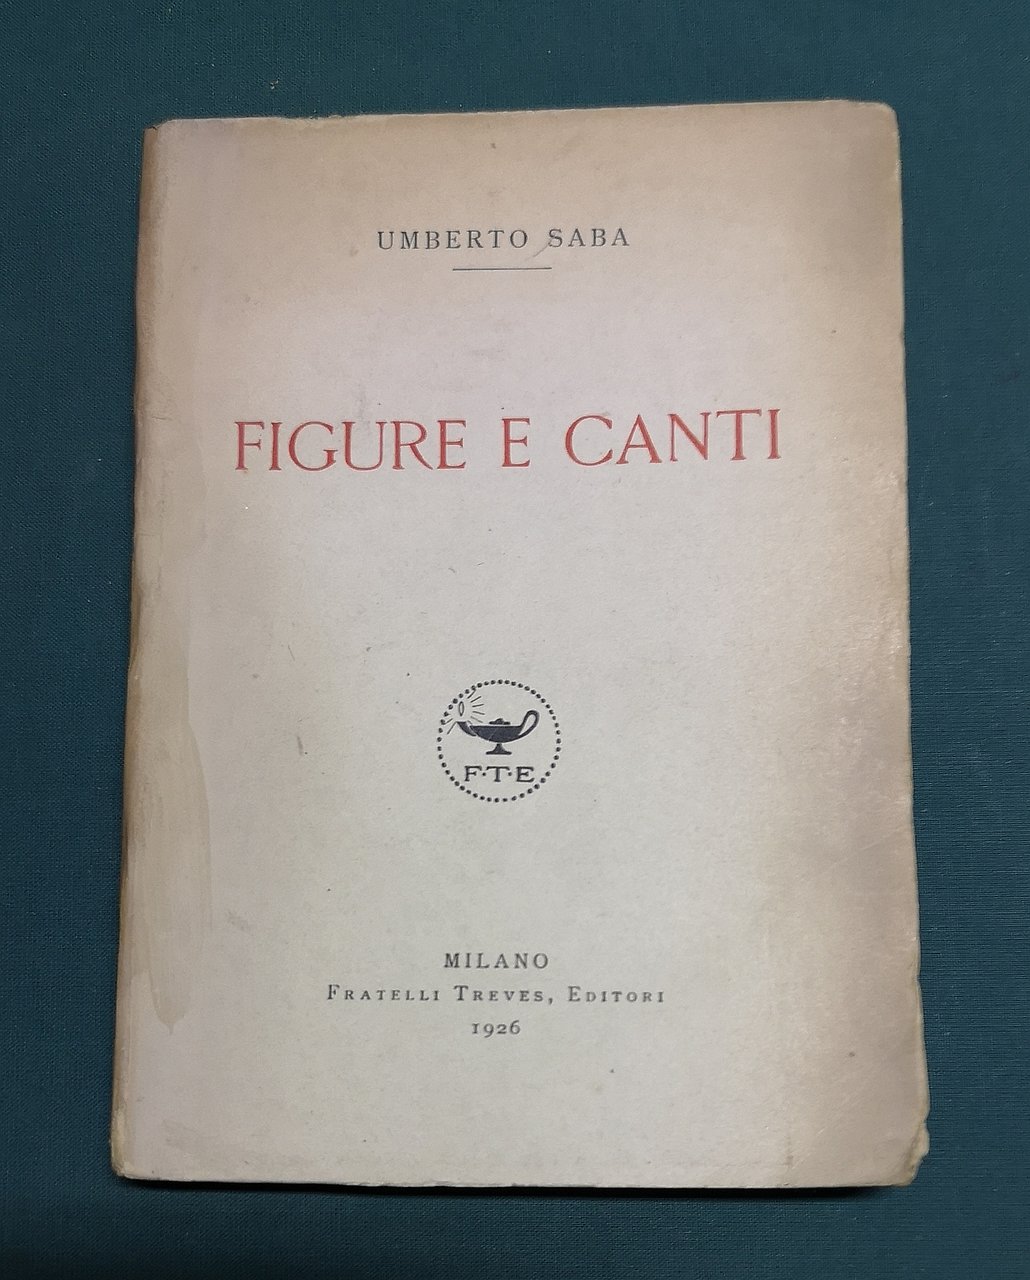 UMBERTO SABA
FIGURE E CANTI
F·T·E
MILANO
FRATELLI TREVES, EDITORI
1926